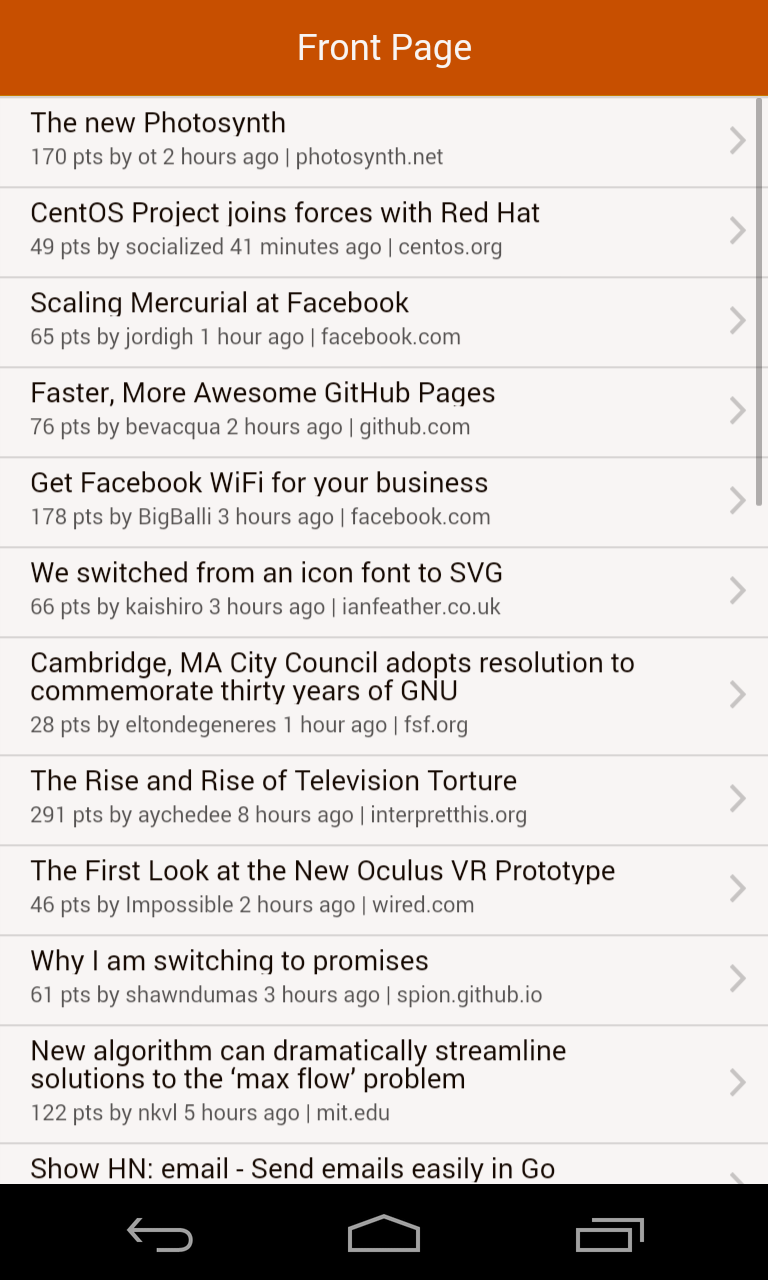 Front Page
The new Photosynth
170 pts by ot 2 hours ago | photosynth.net
CentOS Project joins forces with Red Hat
49 pts by socialized 41 minutes ago | centos.org
Scaling Mercurial at Facebook
65 pts by jordigh 1 hour ago | facebook.com
Faster, More Awesome GitHub Pages
76 pts by bevacqua 2 hours ago | github.com
Get Facebook WiFi for your business
178 pts by BigBalli 3 hours ago | facebook.com
We switched from an icon font to SVG
66 pts by kaishiro 3 hours ago | ianfeather.co.uk
Cambridge, MA City Council adopts resolution to
commemorate thirty years of GNU
28 pts by eltondegeneres 1 hour ago | fsf.org
The Rise and Rise of Television Torture
291 pts by aychedee 8 hours ago | interpretthis.org
The First Look at the New Oculus VR Prototype
46 pts by Impossible 2 hours ago | wired.com
Why I am switching to promises
61 pts by shawndumas 3 hours ago | spion.github.io
New algorithm can dramatically streamline
solutions to the ‘max flow’ problem
122 pts by nkvl 5 hours ago | mit.edu
Show HN: email - Send emails easily in Go